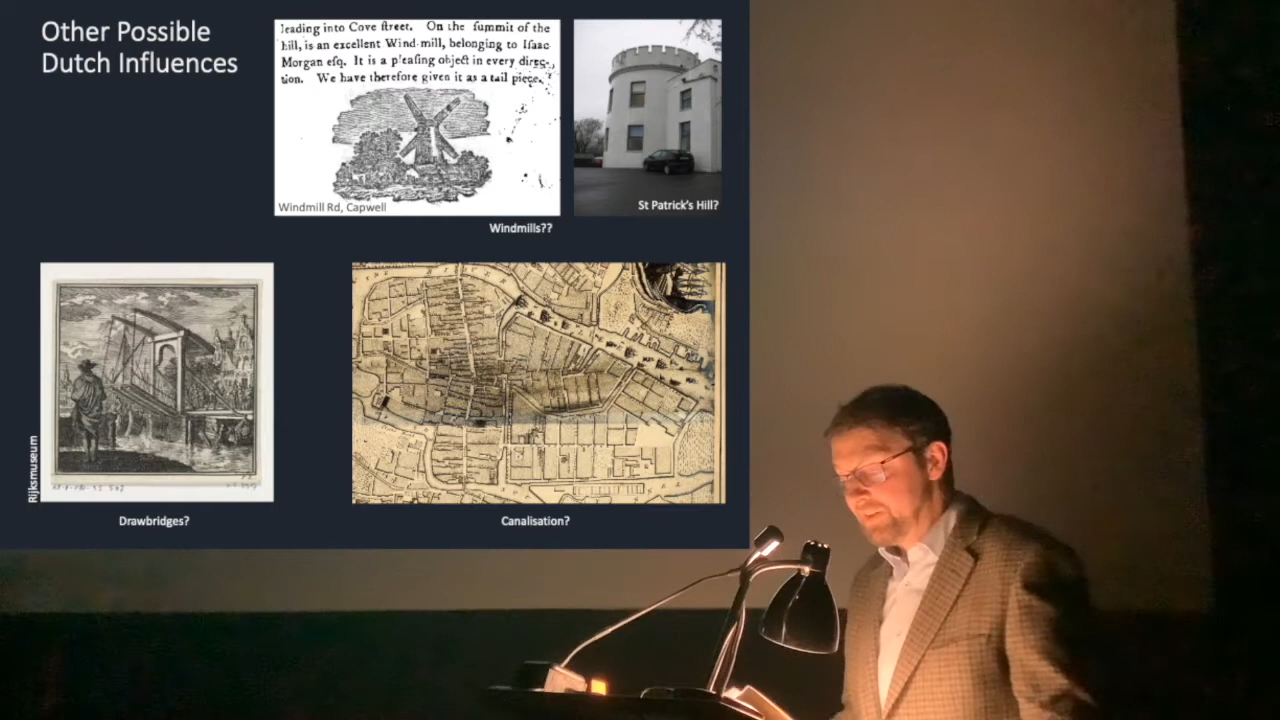 Other Possible
Dutch Influences
leading into Cove ſtreet. On the ſummit of the
hill, is an excellent Wind-mill, belonging to Iſaac
Morgan eſq. It is a pleaſing object in every direc-
tion. We have therefore given it as a tail piece.
Windmill Rd, Capwell
St Patrick's Hill?
Windmills??
Rijksmuseum
Drawbridges?
Canalisation?